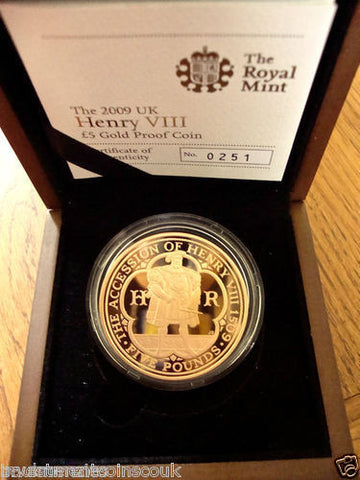 The
Royal
Mint
The 2009 UK
Henry VIII
£5 Gold Proof Coin
Certificate of
Authenticity
No. 0251
THE ACCESSION OF HENRY VIII 1509
H R
FIVE POUNDS
investmentcoinscouk